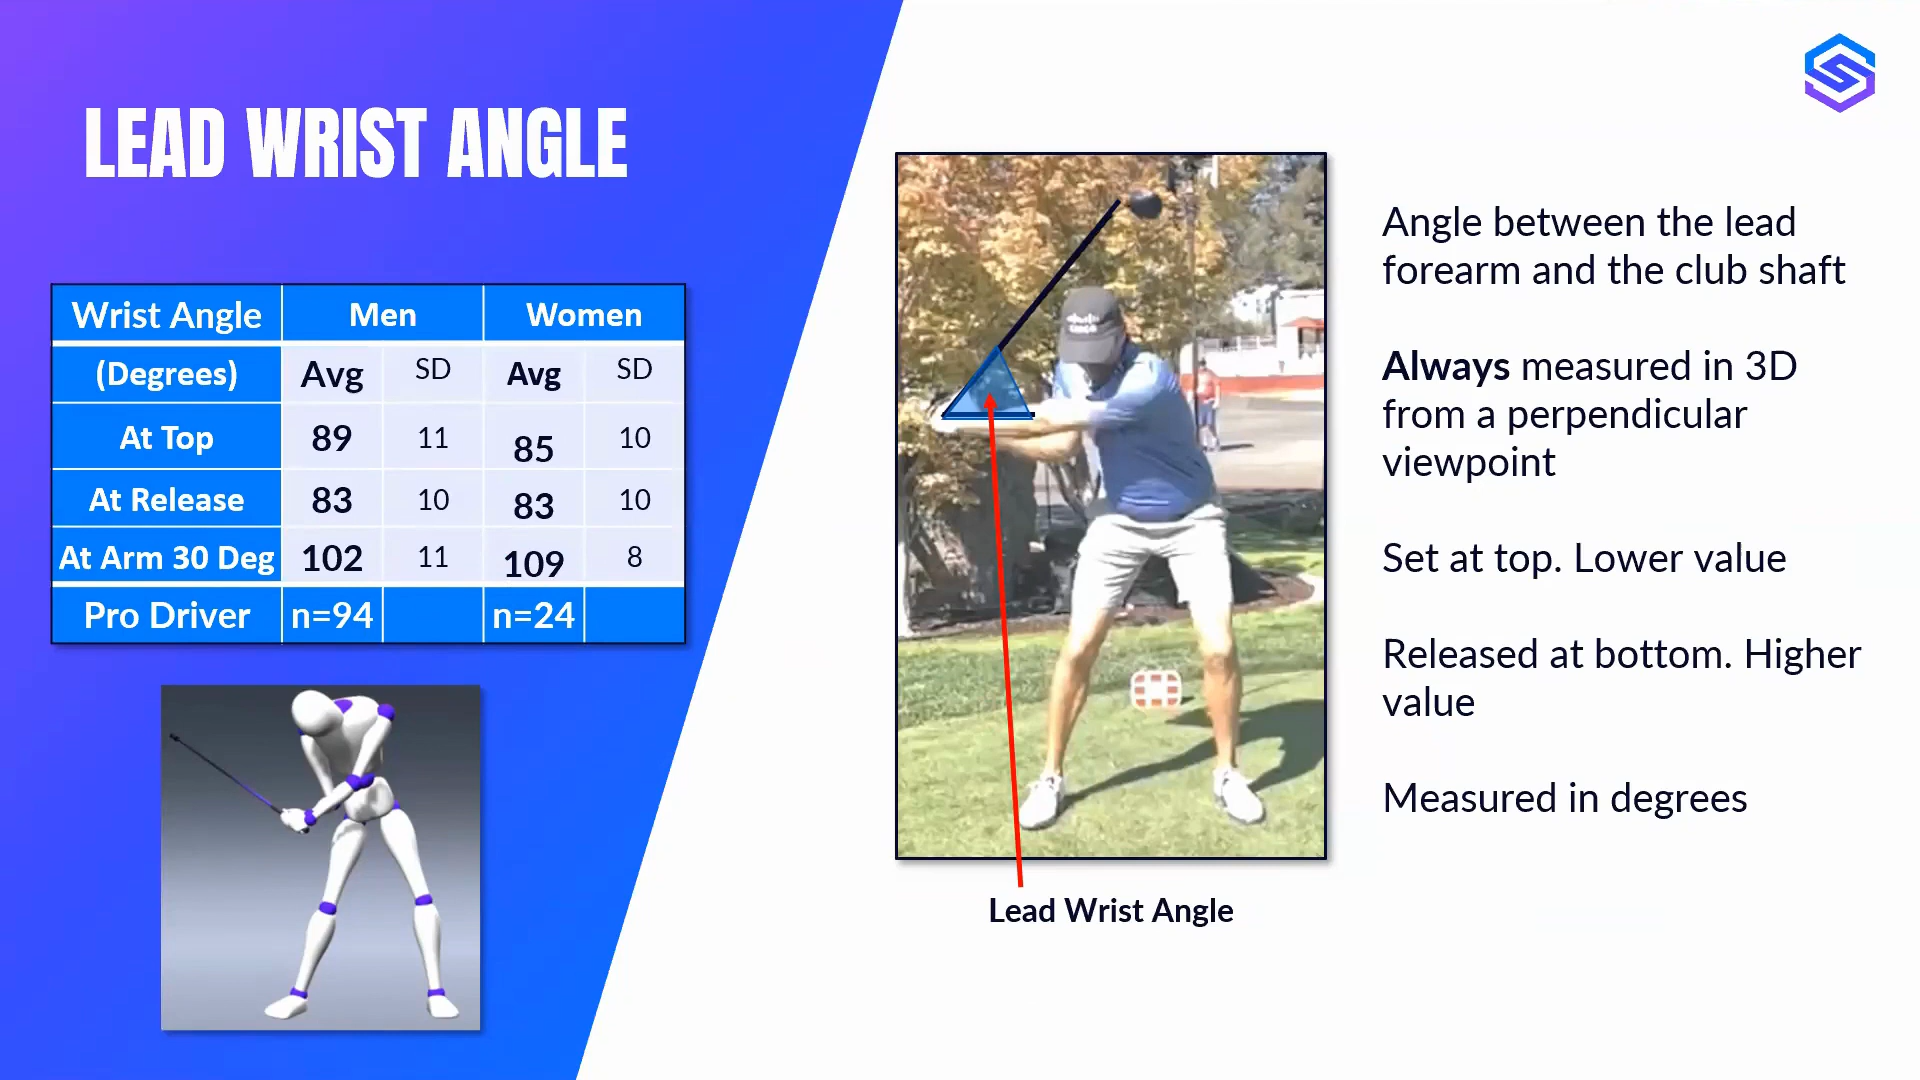 LEAD WRIST ANGLE
Wrist Angle Men Women
(Degrees) Avg SD Avg SD
At Top 89 11 85 10
At Release 83 10 83 10
At Arm 30 Deg 102 11 109 8
Pro Driver n=94 n=24
cisco
Lead Wrist Angle
Angle between the lead
forearm and the club shaft
Always measured in 3D
from a perpendicular
viewpoint
Set at top. Lower value
Released at bottom. Higher
value
Measured in degrees